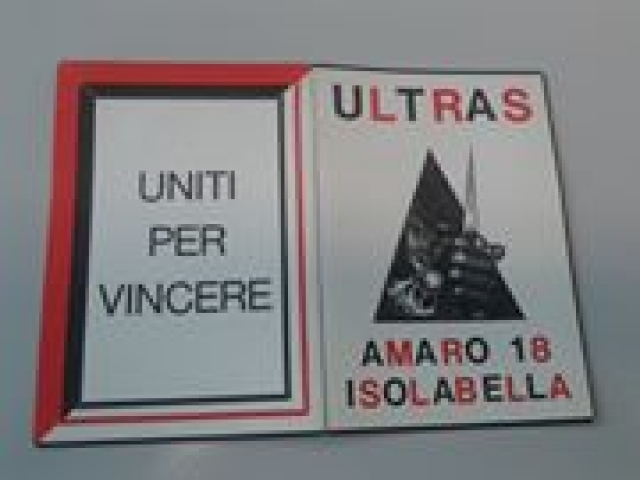 UNITI
PER
VINCERE
ULTRAS
AMARO 18
ISOLABELLA